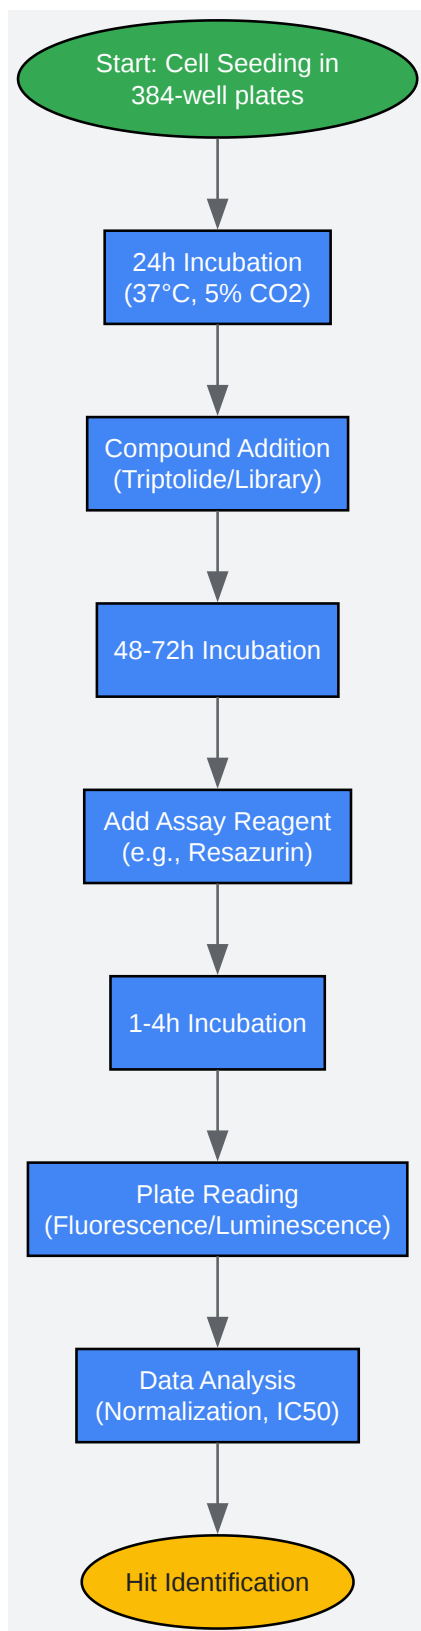 Start: Cell Seeding in
384-well plates
24h Incubation
(37°C, 5% CO2)
Compound Addition
(Triptolide/Library)
48-72h Incubation
Add Assay Reagent
(e.g., Resazurin)
1-4h Incubation
Plate Reading
(Fluorescence/Luminescence)
Data Analysis
(Normalization, IC50)
Hit Identification